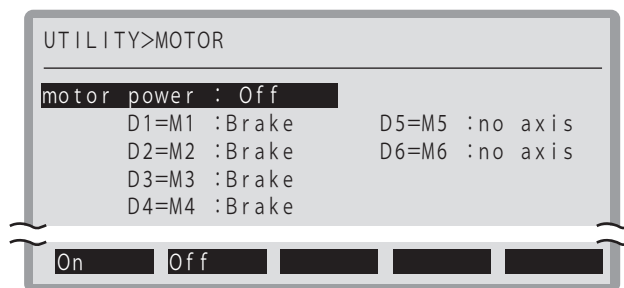 UTILITY>MOTOR
motor power : Off
D1=M1 :Brake D5=M5 :no axis
D2=M2 :Brake D6=M6 :no axis
D3=M3 :Brake
D4=M4 :Brake
On Off